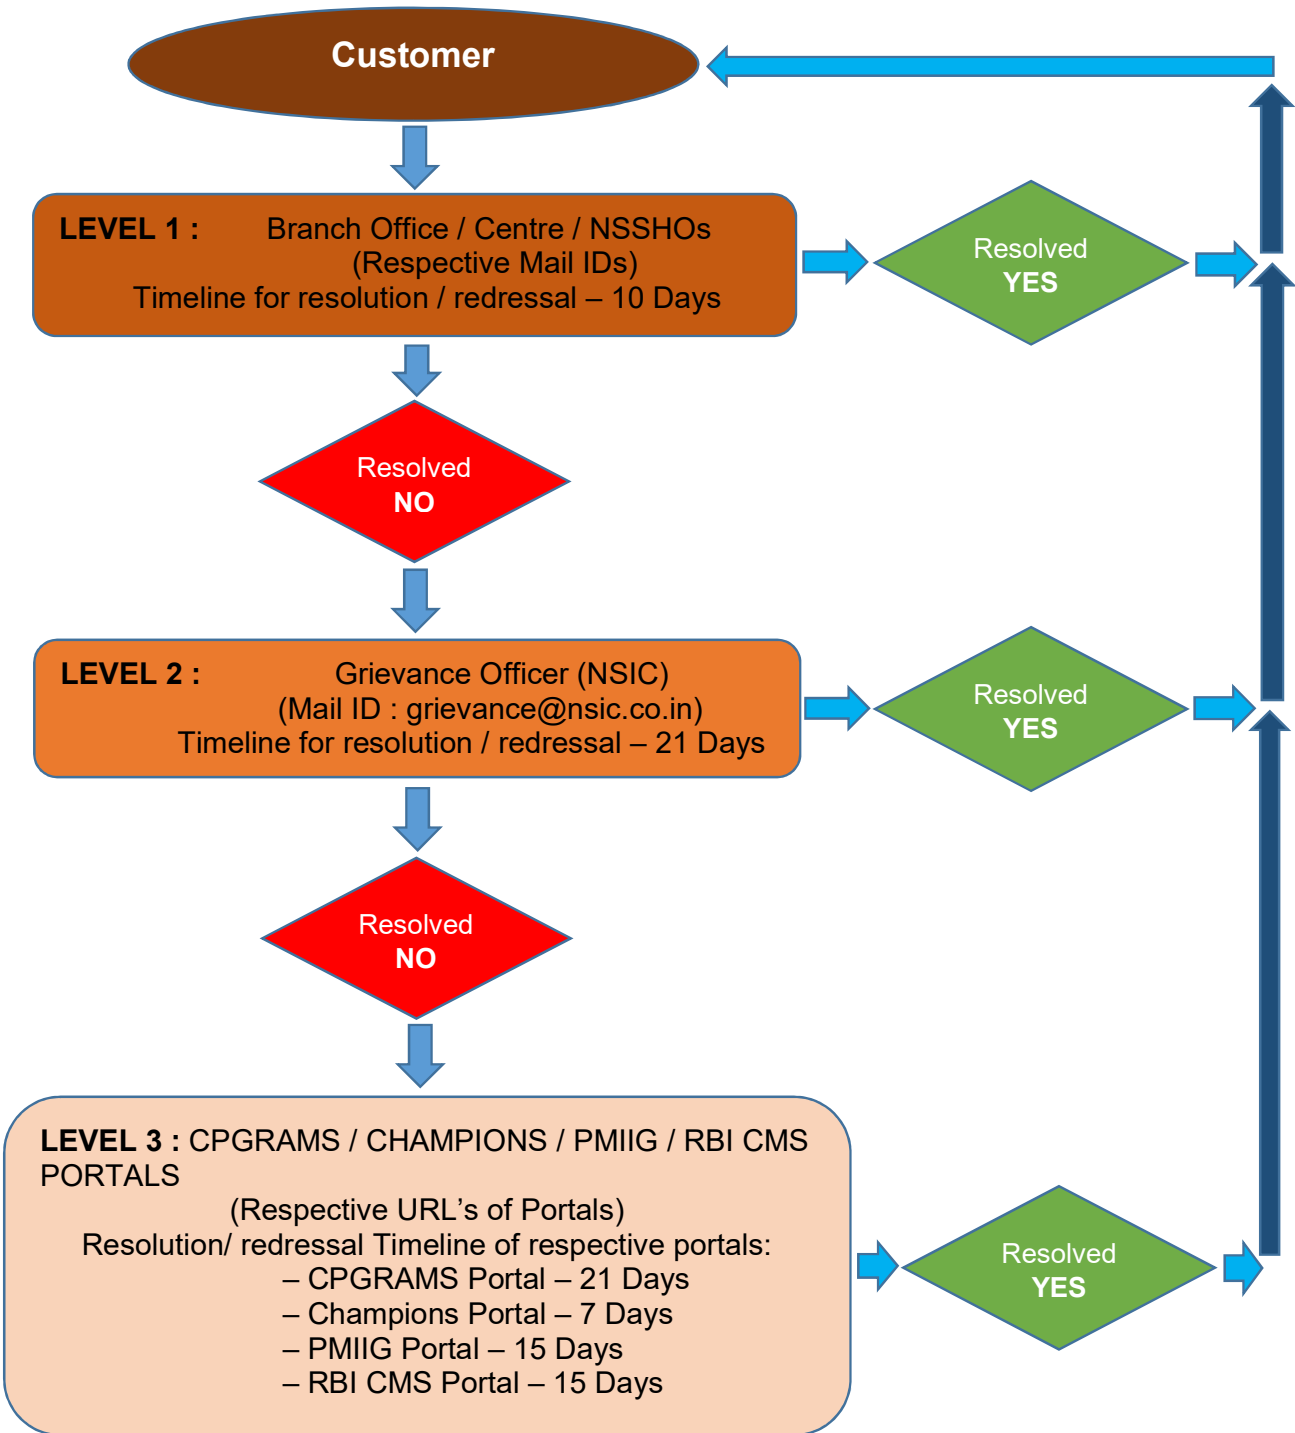 Customer
LEVEL 1 : Branch Office / Centre / NSSHOs
(Respective Mail IDs)
Timeline for resolution / redressal – 10 Days
Resolved
YES
Resolved
NO
LEVEL 2 : Grievance Officer (NSIC)
(Mail ID : grievance@nsic.co.in)
Timeline for resolution / redressal – 21 Days
Resolved
YES
Resolved
NO
LEVEL 3 : CPGRAMS / CHAMPIONS / PMIIG / RBI CMS
PORTALS
(Respective URL’s of Portals)
Resolution/ redressal Timeline of respective portals:
– CPGRAMS Portal – 21 Days
– Champions Portal – 7 Days
– PMIIG Portal – 15 Days
– RBI CMS Portal – 15 Days
Resolved
YES